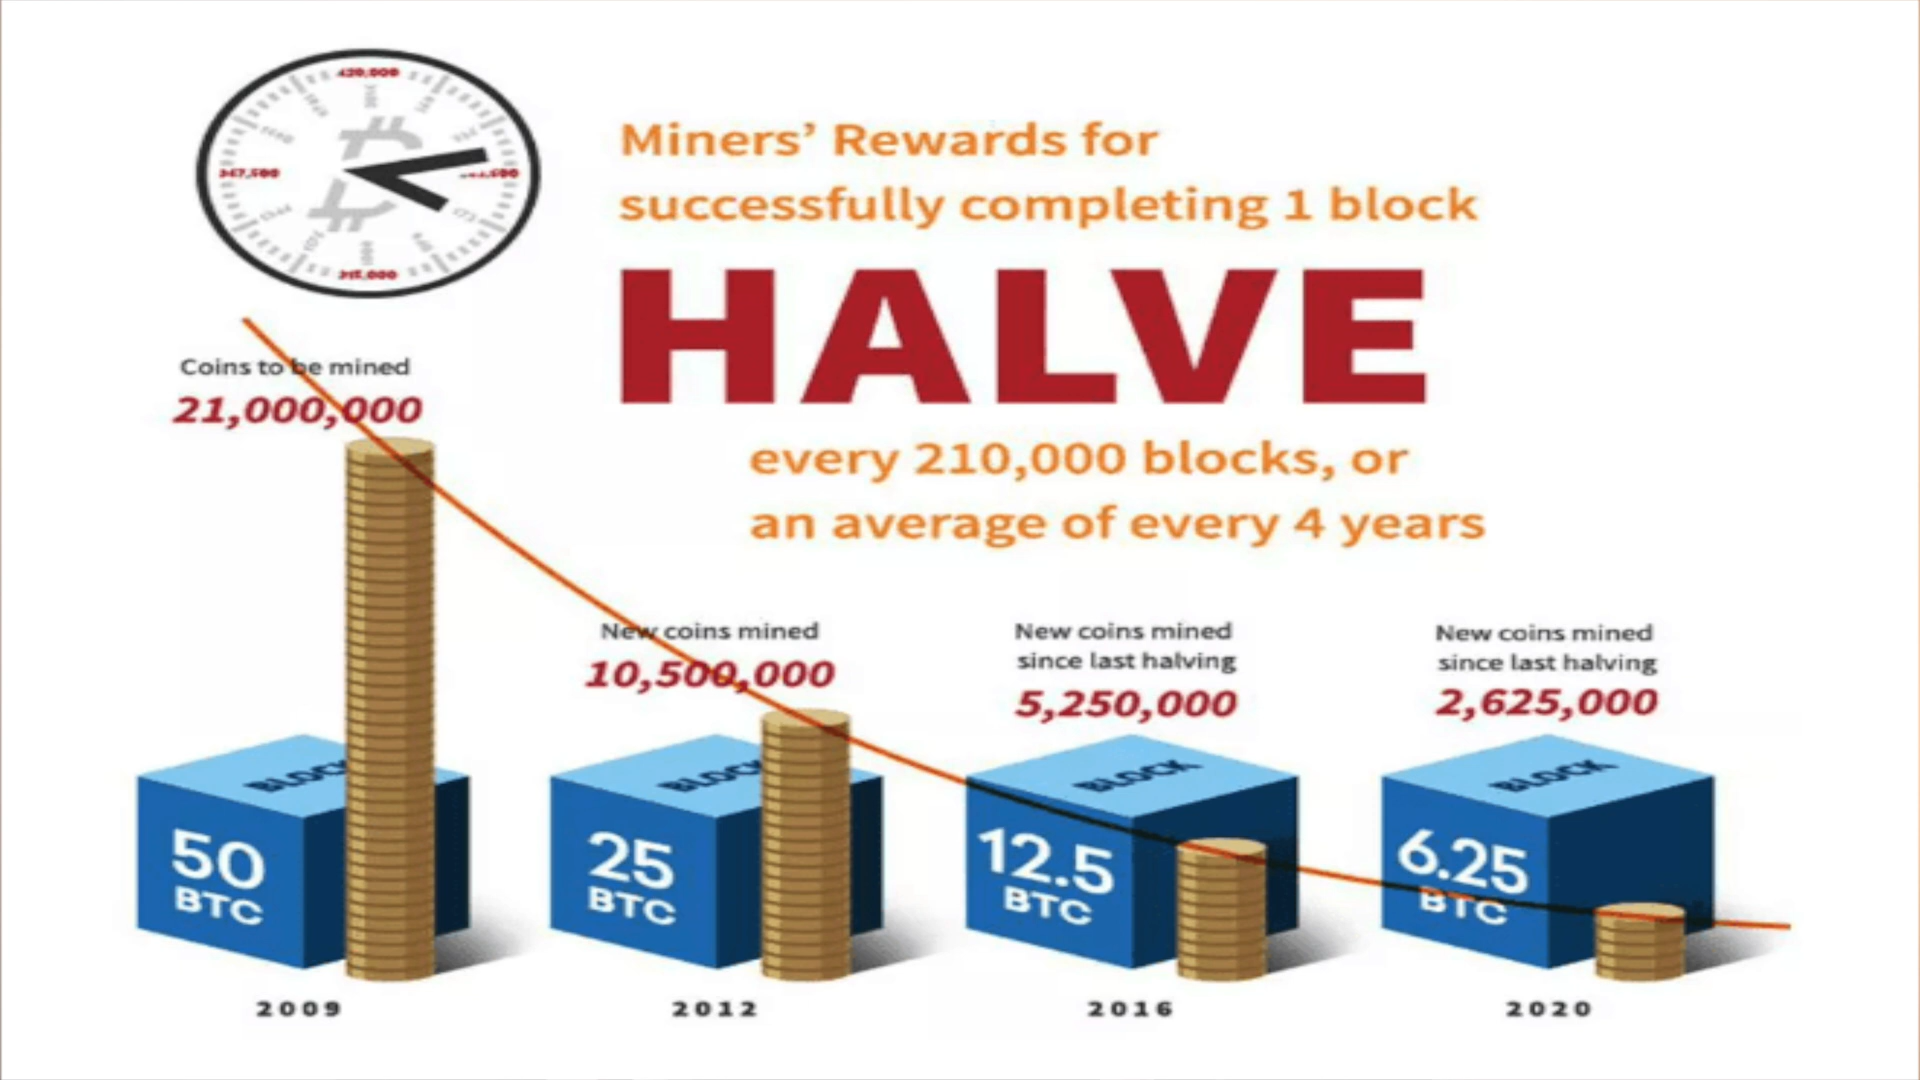 420,000
Miners’ Rewards for
successfully completing 1 block
HALVE
every 210,000 blocks, or
an average of every 4 years
Coins to be mined
21,000,000
New coins mined
10,500,000
New coins mined
since last halving
5,250,000
New coins mined
since last halving
2,625,000
BLOCK
50
BTC
BLOCK
25
BTC
BLOCK
12.5
BTC
BLOCK
6.25
BTC
2009
2012
2016
2020